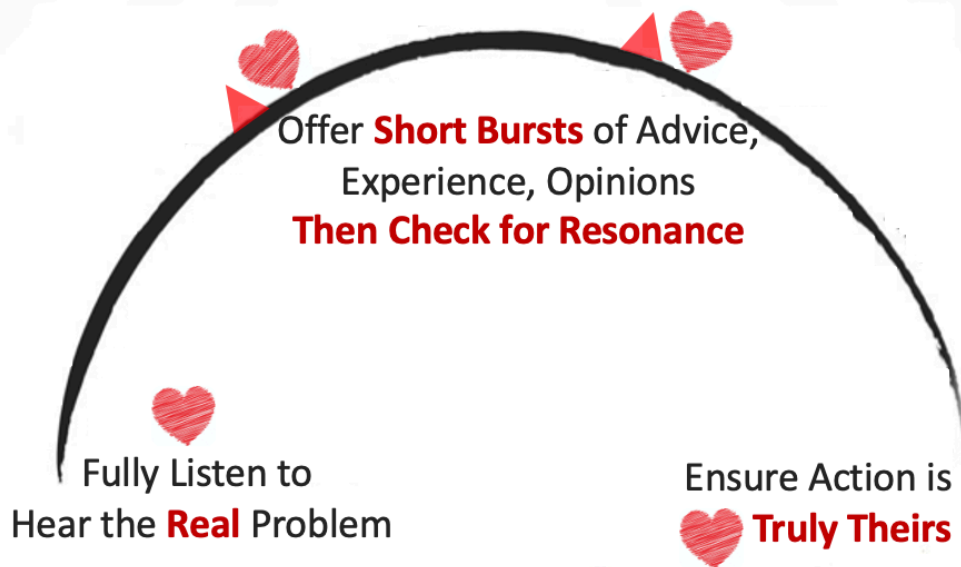 Offer Short Bursts of Advice,
Experience, Opinions
Then Check for Resonance
Fully Listen to
Hear the Real Problem
Ensure Action is
Truly Theirs